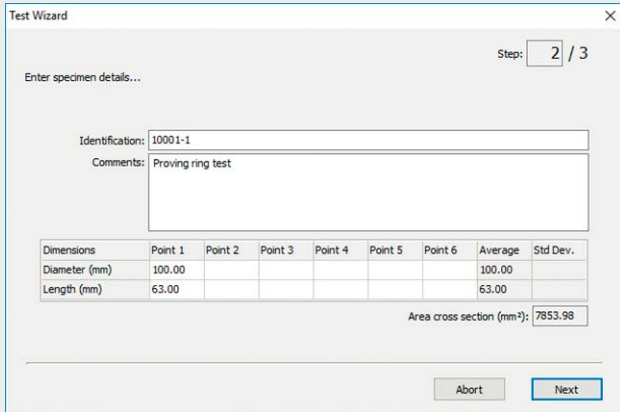 Test Wizard
Step: 2 / 3
Enter specimen details...
Identification: 10001-1
Comments: Proving ring test
Dimensions Point 1 Point 2 Point 3 Point 4 Point 5 Point 6 Average Std Dev.
Diameter (mm) 100.00 100.00
Length (mm) 63.00 63.00
Area cross section (mm²): 7853.98
Abort Next